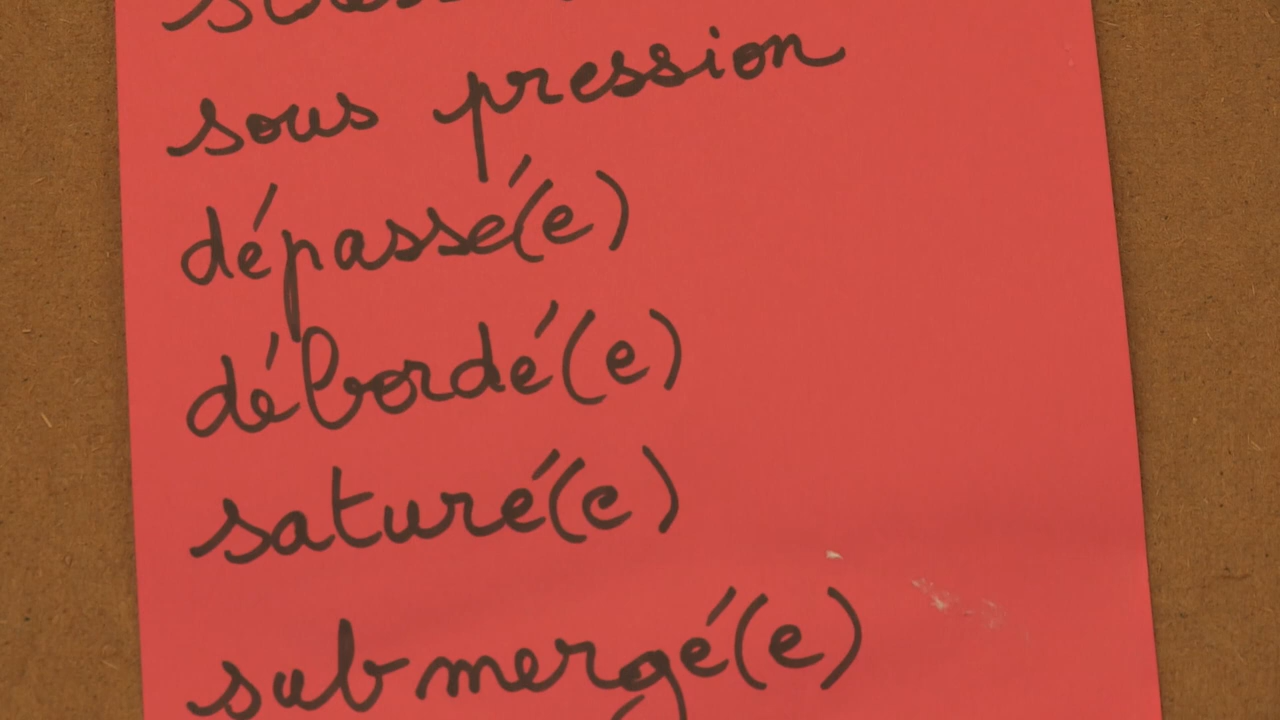 sous pression
dépassé(e)
débordé(e)
saturé(e)
submergé(e)